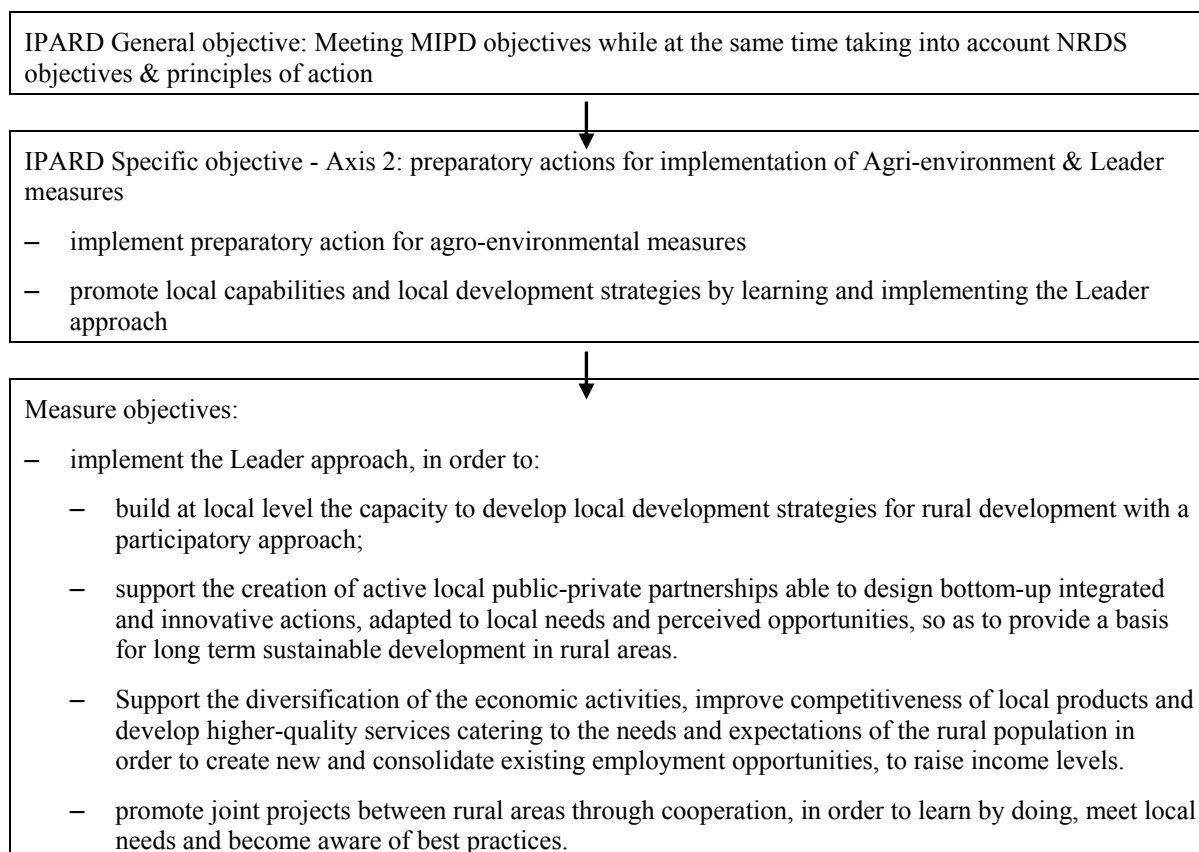 IPARD General objective: Meeting MIPD objectives while at the same time taking into account NRDS
objectives & principles of action
IPARD Specific objective - Axis 2: preparatory actions for implementation of Agri-environment & Leader
measures
– implement preparatory action for agro-environmental measures
– promote local capabilities and local development strategies by learning and implementing the Leader
approach
Measure objectives:
– implement the Leader approach, in order to:
– build at local level the capacity to develop local development strategies for rural development with a
participatory approach;
– support the creation of active local public-private partnerships able to design bottom-up integrated
and innovative actions, adapted to local needs and perceived opportunities, so as to provide a basis
for long term sustainable development in rural areas.
– Support the diversification of the economic activities, improve competitiveness of local products and
develop higher-quality services catering to the needs and expectations of the rural population in
order to create new and consolidate existing employment opportunities, to raise income levels.
– promote joint projects between rural areas through cooperation, in order to learn by doing, meet local
needs and become aware of best practices.